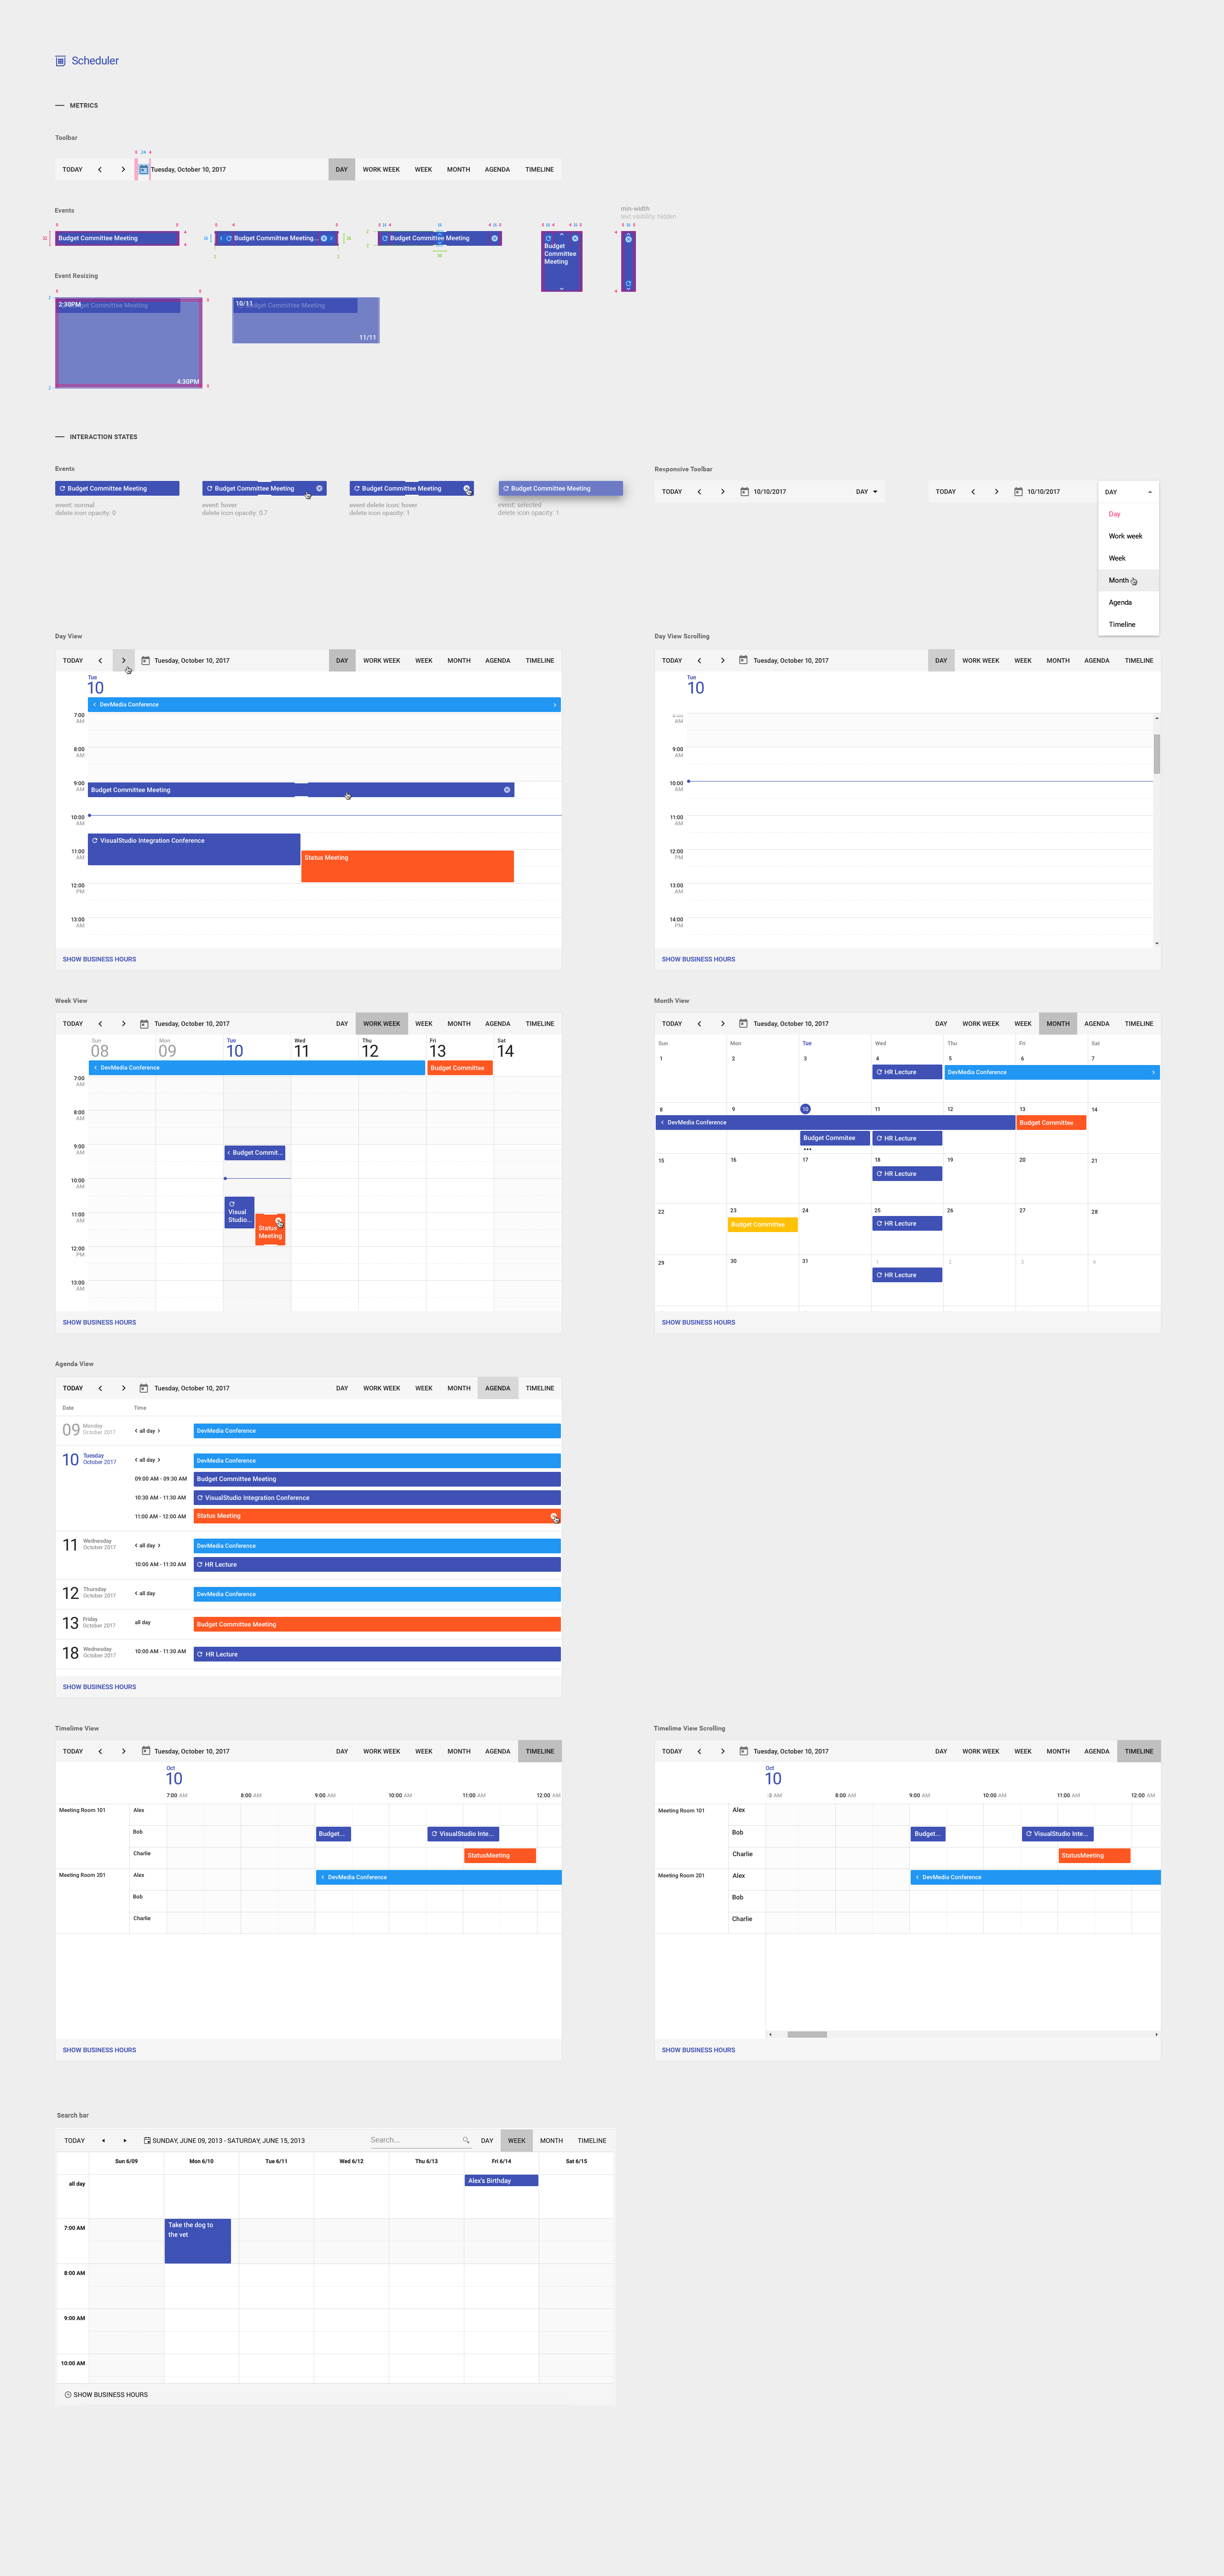 Scheduler
METRICS
Toolbar
8 24 4
TODAY Tuesday, October 10, 2017 DAY WORK WEEK WEEK MONTH AGENDA TIMELINE
Events
min-width
text visibility: hidden
Budget Committee Meeting
Budget Committee Meeting...
Budget Committee Meeting
Budget
Committee
Meeting
Event Resizing
2:30PM
Budget Committee Meeting
4:30PM
10/11
Budget Committee Meeting
11/11
INTERACTION STATES
Events
Budget Committee Meeting
event: normal
delete icon opacity: 0
Budget Committee Meeting
event: hover
delete icon opacity: 0.7
Budget Committee Meeting
event delete icon: hover
delete icon opacity: 1
Budget Committee Meeting
event: selected
delete icon opacity: 1
Responsive Toolbar
TODAY 10/10/2017 DAY
TODAY 10/10/2017 DAY
Day
Work week
Week
Month
Agenda
Timeline
Day View
TODAY Tuesday, October 10, 2017 DAY WORK WEEK WEEK MONTH AGENDA TIMELINE
Tue
10
DevMedia Conference
7:00
AM
8:00
AM
9:00
AM
Budget Committee Meeting
10:00
AM
VisualStudio Integration Conference
11:00
AM
Status Meeting
12:00
PM
13:00
AM
SHOW BUSINESS HOURS
Day View Scrolling
TODAY Tuesday, October 10, 2017 DAY WORK WEEK WEEK MONTH AGENDA TIMELINE
Tue
10
AM
9:00
AM
10:00
AM
11:00
AM
12:00
PM
13:00
AM
14:00
PM
SHOW BUSINESS HOURS
Week View
TODAY Tuesday, October 10, 2017 DAY WORK WEEK WEEK MONTH AGENDA TIMELINE
Sun Mon Tue Wed Thu Fri Sat
08 09 10 11 12 13 14
DevMedia Conference Budget Committee
7:00
AM
8:00
AM
9:00
AM
Budget Commit...
10:00
AM
Visual
Studio...
11:00
AM
Status
Meeting
12:00
PM
13:00
AM
SHOW BUSINESS HOURS
Month View
TODAY Tuesday, October 10, 2017 DAY WORK WEEK WEEK MONTH AGENDA TIMELINE
Sun Mon Tue Wed Thu Fri Sat
1 2 3 4 5 6 7
HR Lecture DevMedia Conference
8 9 10 11 12 13 14
DevMedia Conference Budget Committee
Budget Commitee HR Lecture
15 16 17 18 19 20 21
HR Lecture
22 23 24 25 26 27 28
Budget Committee HR Lecture
29 30 31 1 2 3 4
HR Lecture
SHOW BUSINESS HOURS
Agenda View
TODAY Tuesday, October 10, 2017 DAY WORK WEEK WEEK MONTH AGENDA TIMELINE
Date Time
09 Monday
October 2017
all day DevMedia Conference
10 Tuesday
October 2017
all day DevMedia Conference
09:00 AM - 09:30 AM Budget Committee Meeting
10:30 AM - 11:30 AM VisualStudio Integration Conference
11:00 AM - 12:00 AM Status Meeting
11 Wednesday
October 2017
all day DevMedia Conference
10:00 AM - 11:30 AM HR Lecture
12 Thursday
October 2017
all day DevMedia Conference
13 Friday
October 2017
all day Budget Committee Meeting
18 Wednesday
October 2017
10:00 AM - 11:30 AM HR Lecture
SHOW BUSINESS HOURS
Timelime View
TODAY Tuesday, October 10, 2017 DAY WORK WEEK WEEK MONTH AGENDA TIMELINE
Oct
10
7:00 AM 8:00 AM 9:00 AM 10:00 AM 11:00 AM 12:00 AM
Meeting Room 101 Alex
Bob Budget... VisualStudio Inte...
Charlie StatusMeeting
Meeting Room 201 Alex DevMedia Conference
Bob
Charlie
SHOW BUSINESS HOURS
Timelime View Scrolling
TODAY Tuesday, October 10, 2017 DAY WORK WEEK WEEK MONTH AGENDA TIMELINE
Oct
10
AM 8:00 AM 9:00 AM 10:00 AM 11:00 AM 12:00 AM
Meeting Room 101 Alex
Bob Budget... VisualStudio Inte...
Charlie StatusMeeting
Meeting Room 201 Alex DevMedia Conference
Bob
Charlie
SHOW BUSINESS HOURS
Search bar
TODAY SUNDAY, JUNE 09, 2013 - SATURDAY, JUNE 15, 2013 Search... DAY WEEK MONTH TIMELINE
Sun 6/09 Mon 6/10 Tue 6/11 Wed 6/12 Thu 6/13 Fri 6/14 Sat 6/15
all day Alex's Birthday
7:00 AM Take the dog to
the vet
8:00 AM
9:00 AM
10:00 AM
SHOW BUSINESS HOURS